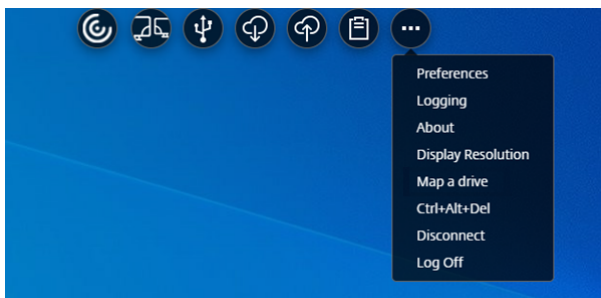 Preferences
Logging
About
Display Resolution
Map a drive
Ctrl+Alt+Del
Disconnect
Log Off